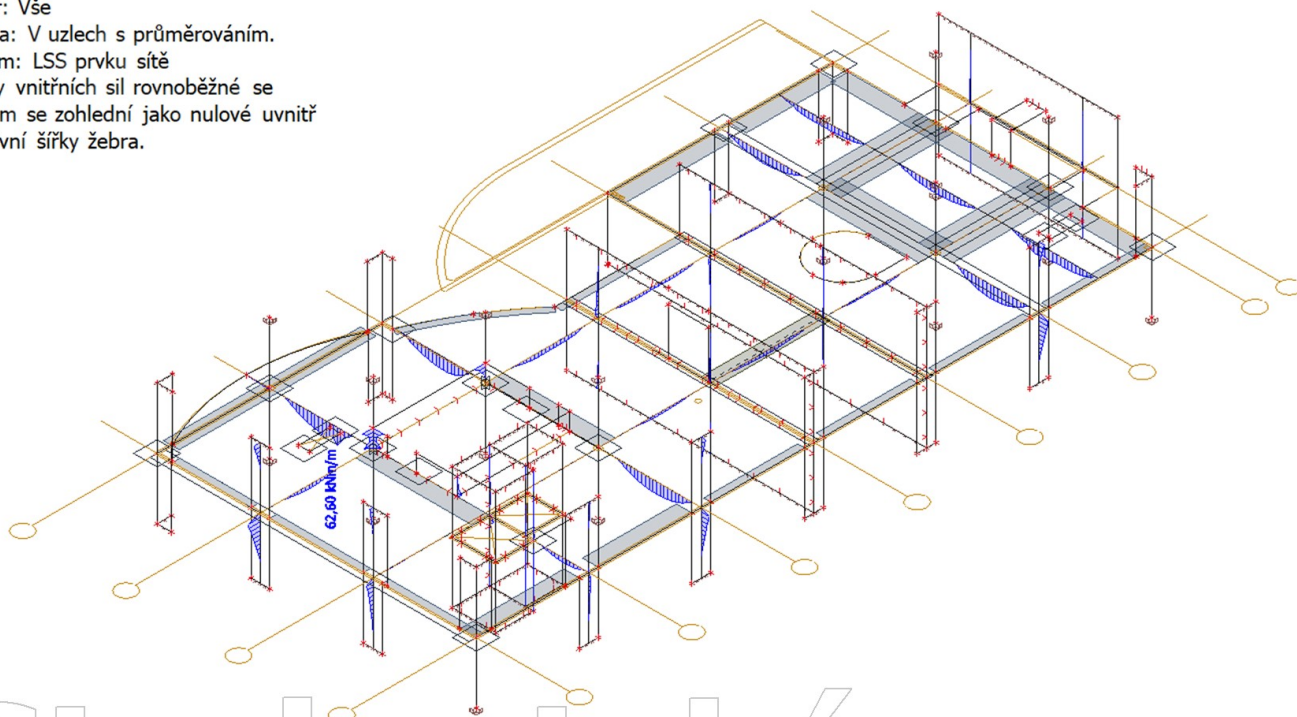 : Vše
a: V uzlech s průměrováním.
m: LSS prvku sítě
y vnitřních sil rovnoběžné se
m se zohlední jako nulové uvnitř
vní šířky žebra.
62,60 kNm/m